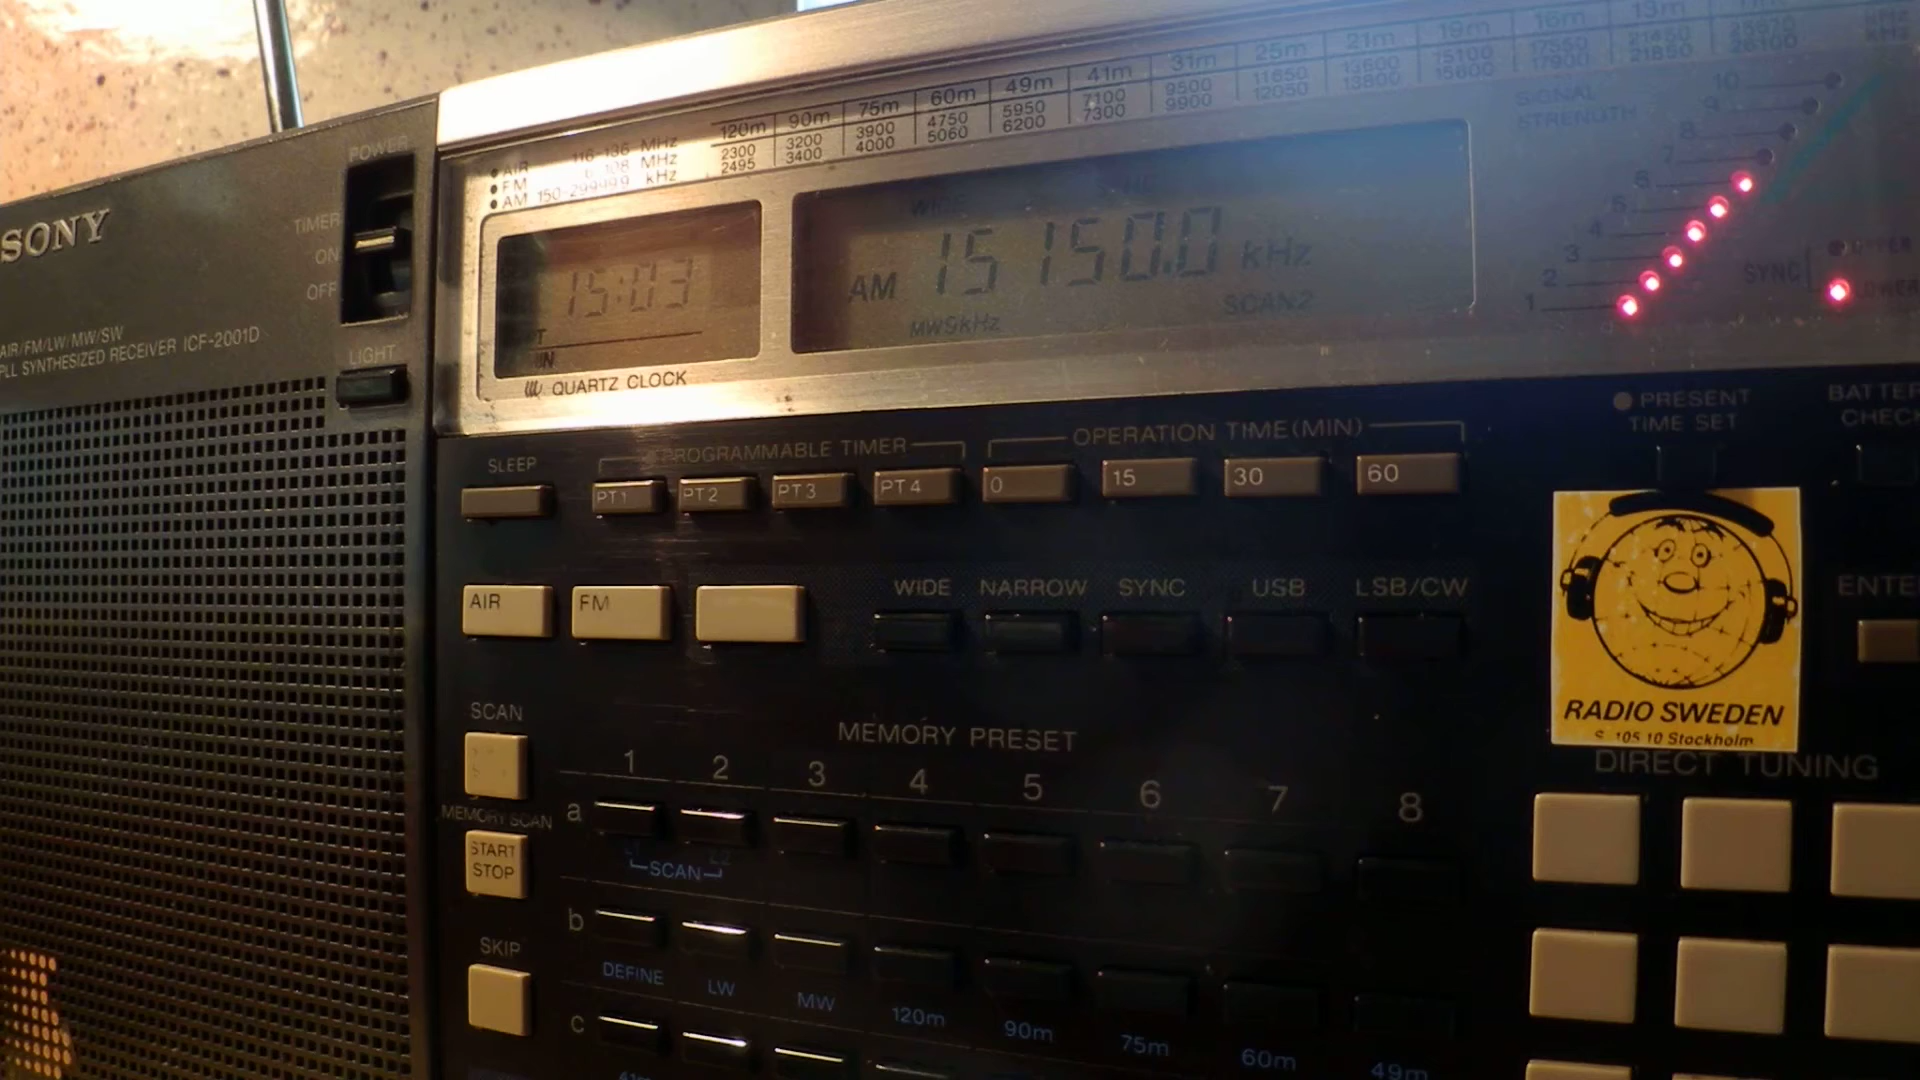 SONY
POWER
TIMER
ON
OFF
AIR/FM/LW/MW/SW
PLL SYNTHESIZED RECEIVER ICF-2001D
LIGHT
AIR 116-136 MHz
FM 108 MHz
AM 150-29999.9 kHz
120m 90m 75m 60m 49m 41m 31m 25m 21m 19m 16m 13m
2300 3200 3900 4750 5950 7100 9500 11650 13600 15100 17550 21450
2495 3400 4000 5060 6200 7300 9900 12050 13800 15600 17900 21850 26100
kHz
kHz
15:03
QUARTZ CLOCK
AM 15150.0 kHz
MW9kHz SCAN2
SIGNAL
STRENGTH
10
9
8
7
6
4
3
2
1
SYNC
UPPER
LOWER
PRESENT
TIME SET
SLEEP
PROGRAMMABLE TIMER
OPERATION TIME(MIN)
PT1 PT2 PT3 PT4 0 15 30 60
AIR FM
WIDE NARROW SYNC USB LSB/CW
RADIO SWEDEN
S. 105 10 Stockholm
DIRECT TUNING
SCAN
MEMORY PRESET
1 2 3 4 5 6 7 8
MEMORY SCAN
START
STOP
a
SCAN
b
SKIP
DEFINE LW MW 120m 90m 75m 60m 49m
c